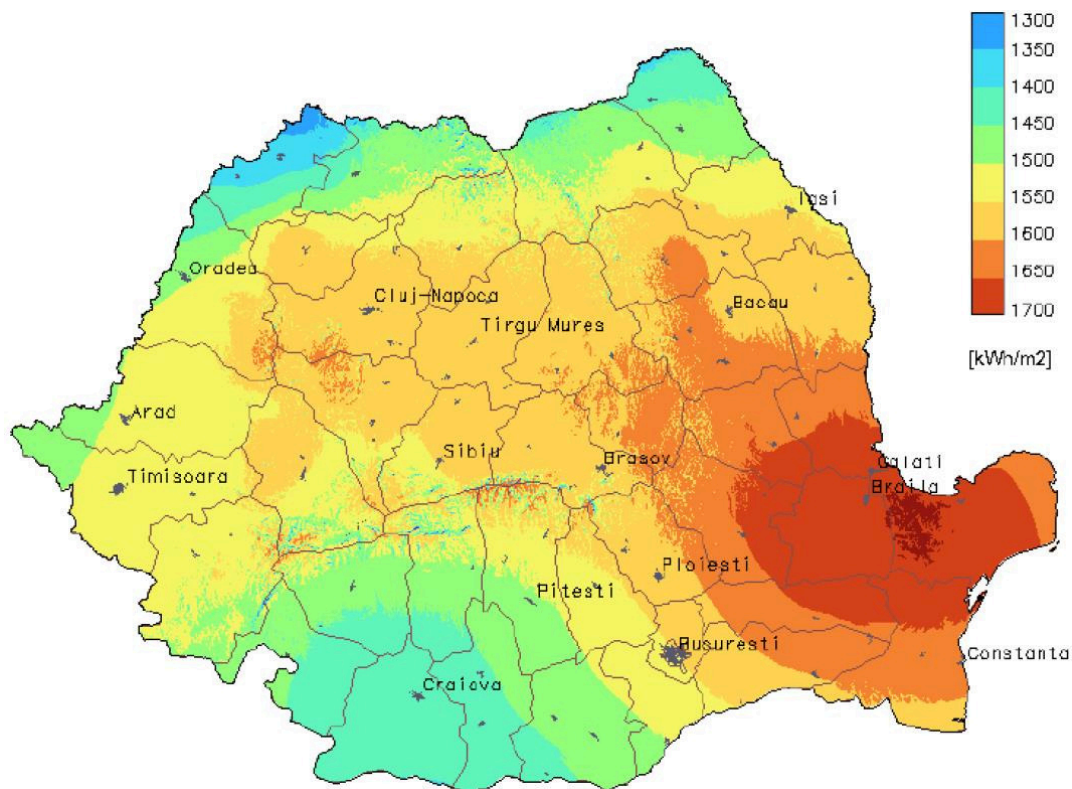 1300
1350
1400
1450
1500
1550
1600
1650
1700
[kWh/m2]
Iasi
Oradea
Cluj-Napoca
Bacau
Tirgu Mures
Arad
Sibiu
Brasov
Galati
Timisoara
Braila
Ploiesti
Pitesti
Busuresti
Constanta
Craiova